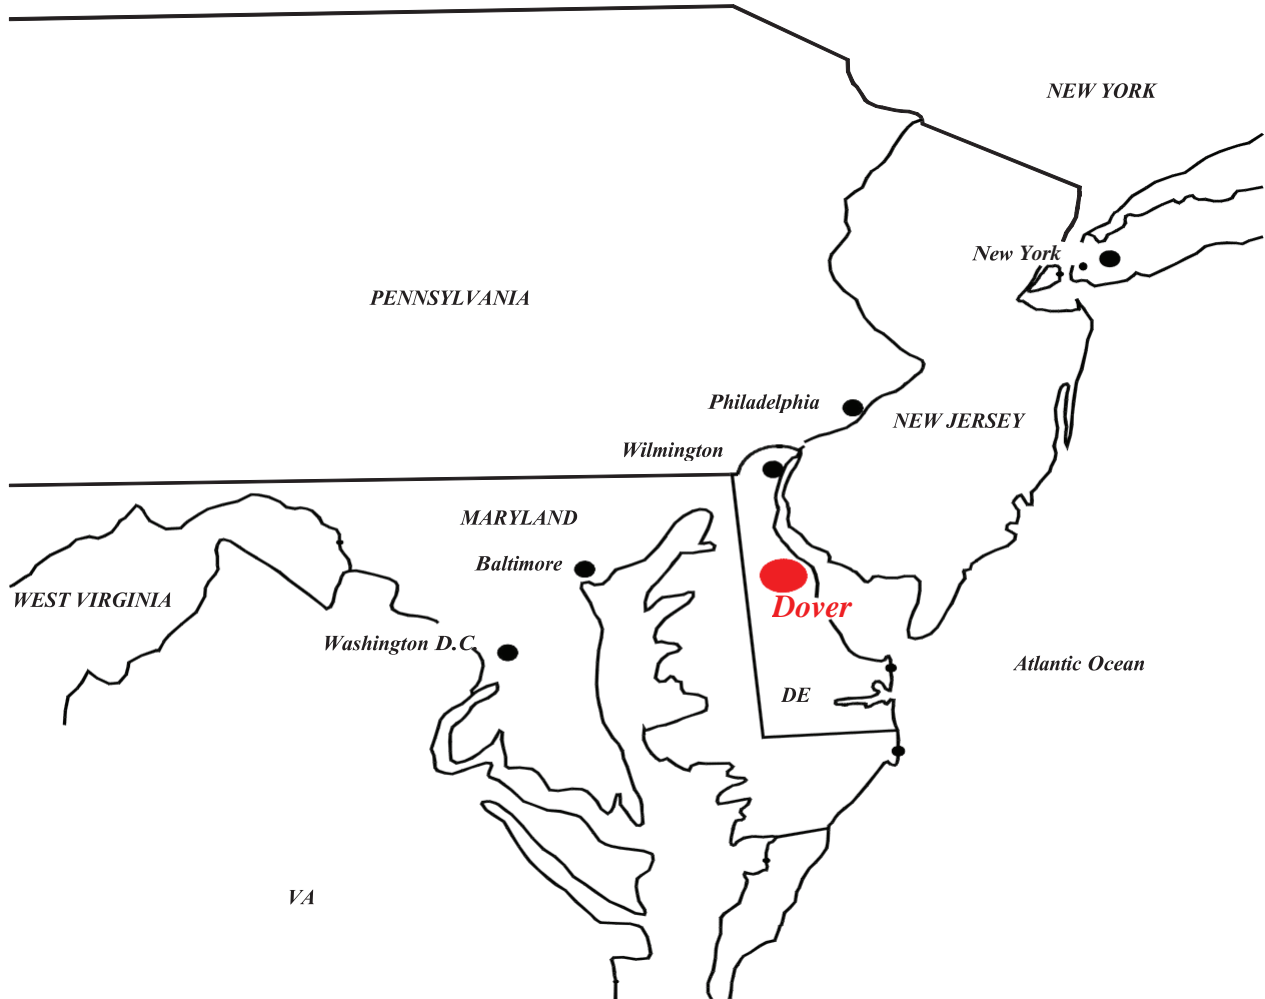 NEW YORK
New York
PENNSYLVANIA
Philadelphia
NEW JERSEY
Wilmington
MARYLAND
Baltimore
WEST VIRGINIA
Dover
Washington D.C.
Atlantic Ocean
DE
VA